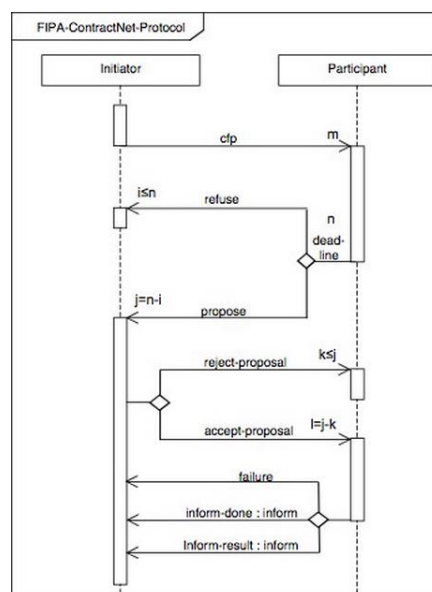 FIPA-ContractNet-Protocol
Initiator
Participant
cfp
m
i≤n
refuse
n
dead-
line
j=n-i
propose
reject-proposal
k≤j
accept-proposal
l=j-k
failure
inform-done : inform
Inform-result : inform